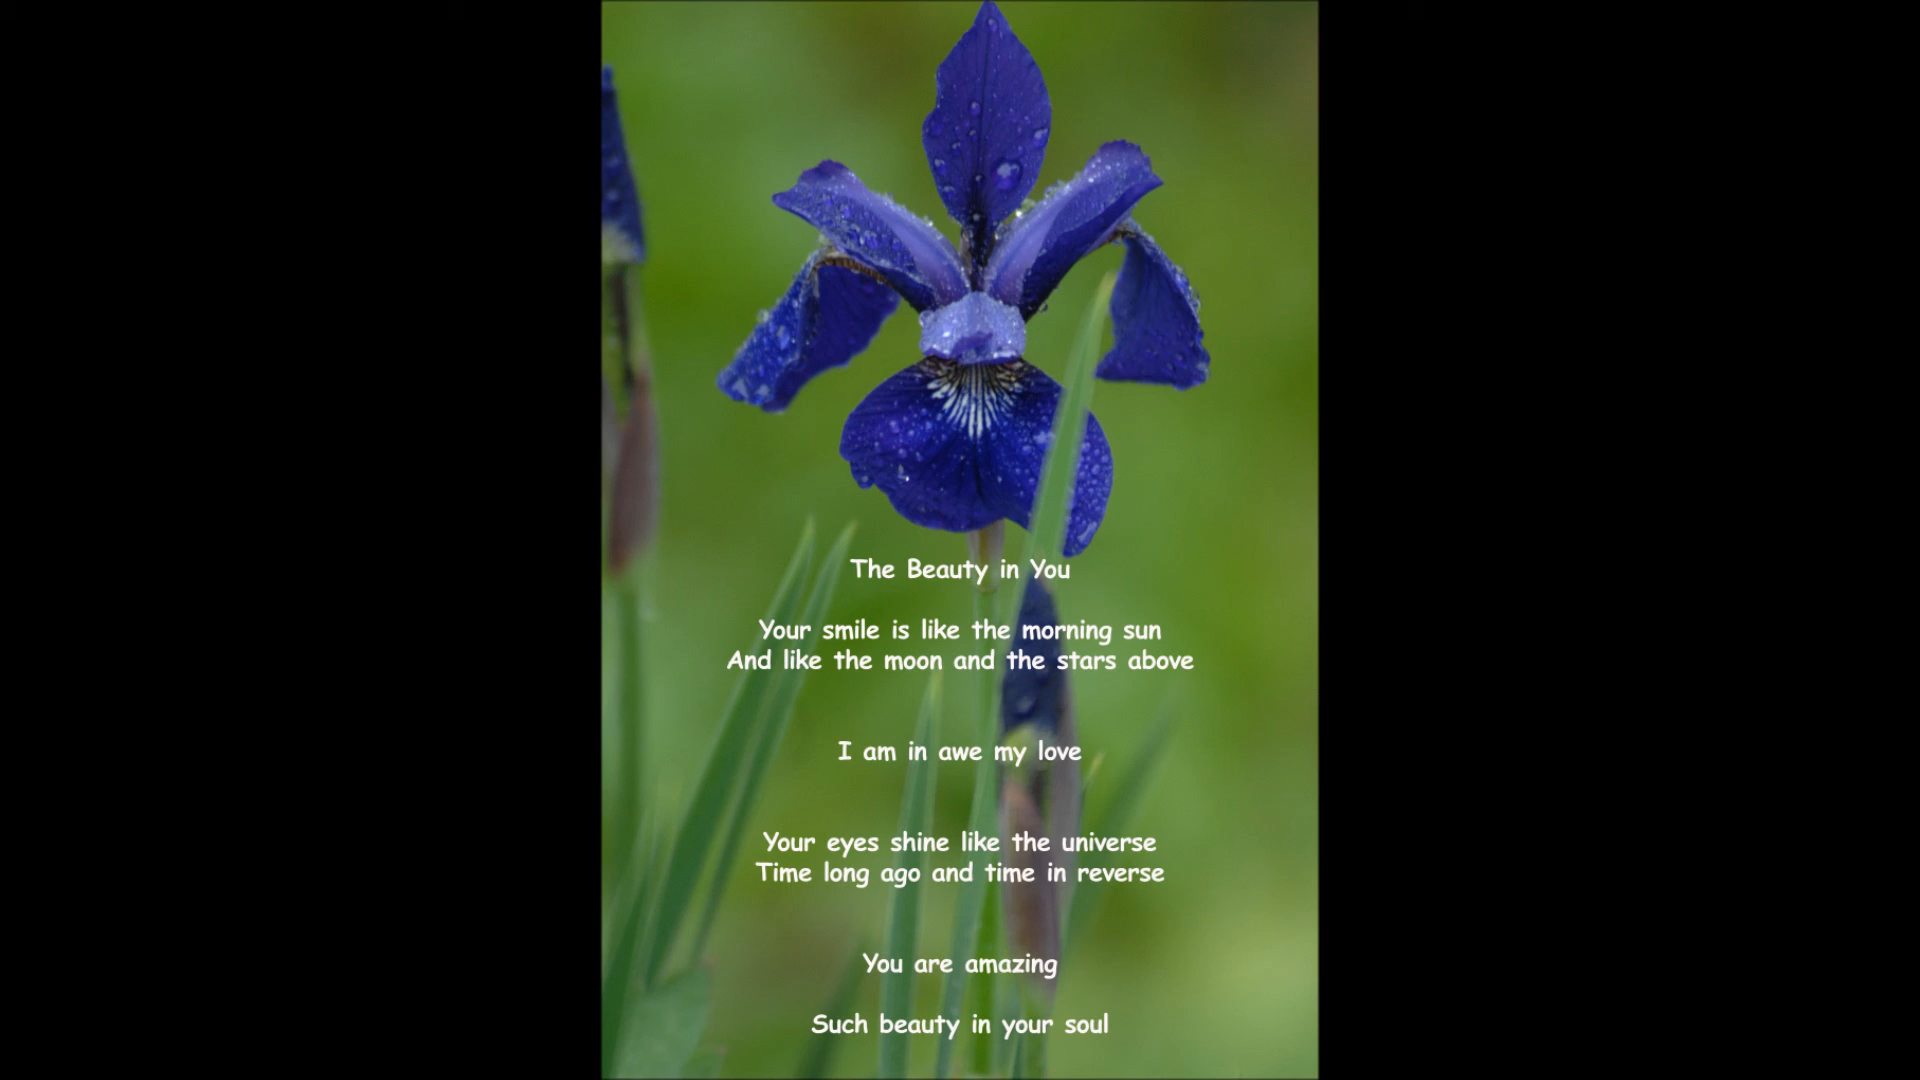 The Beauty in You
Your smile is like the morning sun
And like the moon and the stars above
I am in awe my love
Your eyes shine like the universe
Time long ago and time in reverse
You are amazing
Such beauty in your soul